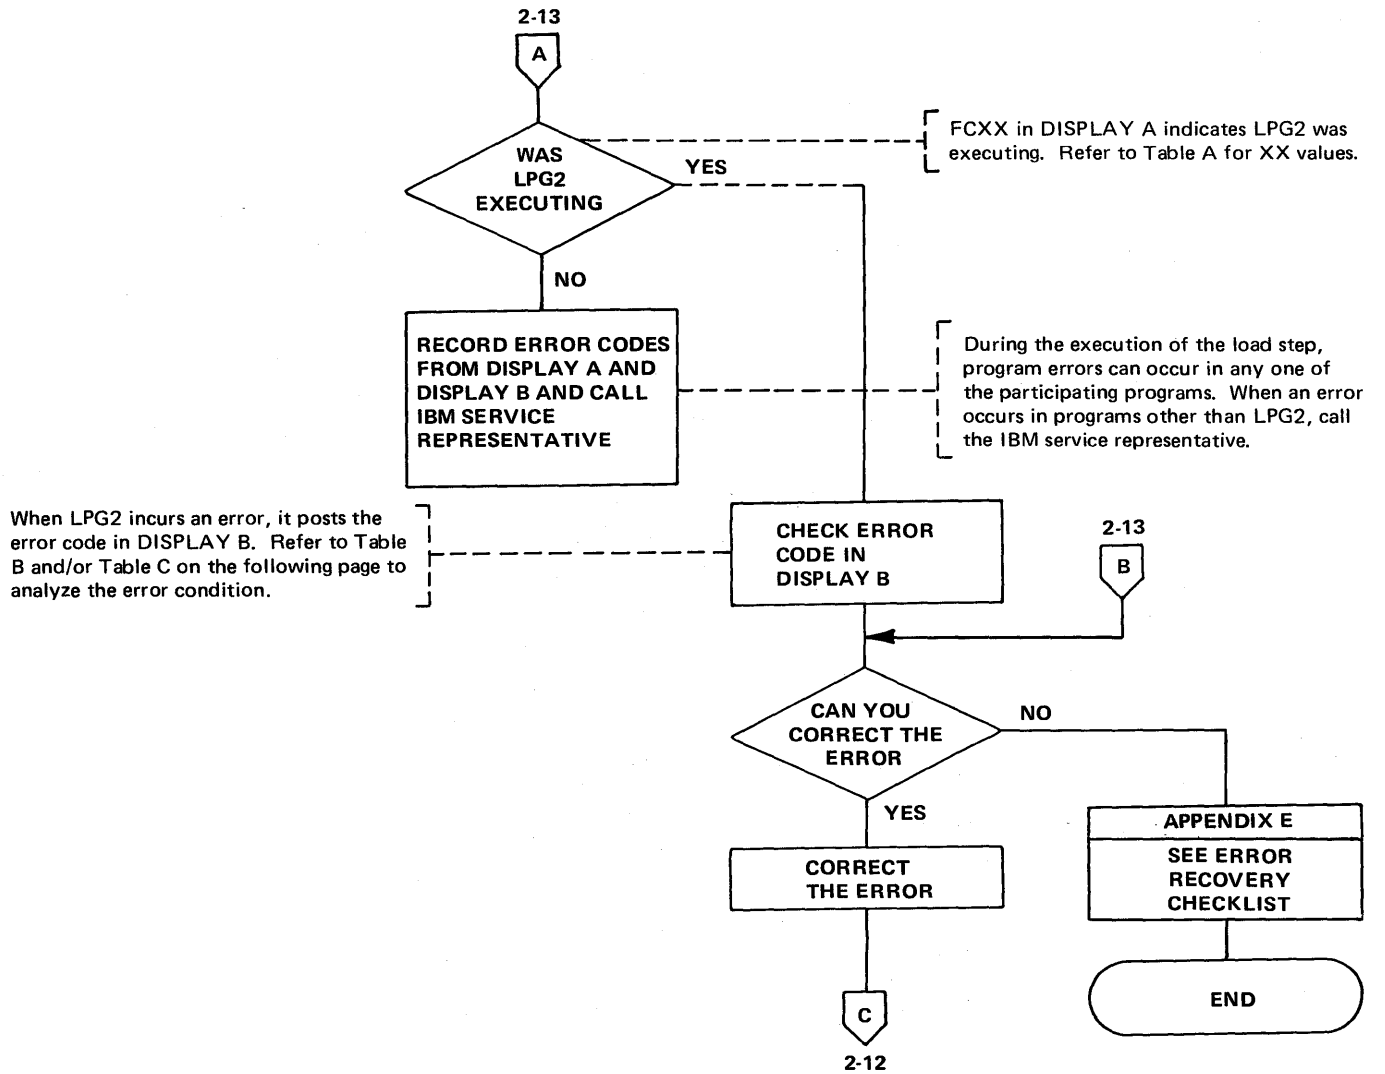 2-13
A
WAS
LPG2
EXECUTING
YES
FCXX in DISPLAY A indicates LPG2 was
executing. Refer to Table A for XX values.
NO
RECORD ERROR CODES
FROM DISPLAY A AND
DISPLAY B AND CALL
IBM SERVICE
REPRESENTATIVE
During the execution of the load step,
program errors can occur in any one of
the participating programs. When an error
occurs in programs other than LPG2, call
the IBM service representative.
When LPG2 incurs an error, it posts the
error code in DISPLAY B. Refer to Table
B and/or Table C on the following page to
analyze the error condition.
CHECK ERROR
CODE IN
DISPLAY B
2-13
B
CAN YOU
CORRECT THE
ERROR
NO
YES
CORRECT
THE ERROR
APPENDIX E
SEE ERROR
RECOVERY
CHECKLIST
END
C
2-12